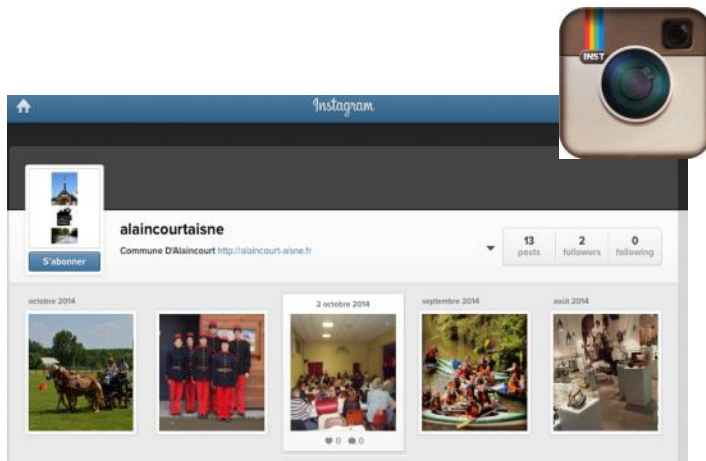 INST
Instagram
alaincourtaisne
Commune D'Alaincourt http://alaincourt-aisne.fr
S'abonner
13 posts
2 followers
0 following
octobre 2014
2 octobre 2014
septembre 2014
août 2014
0 0